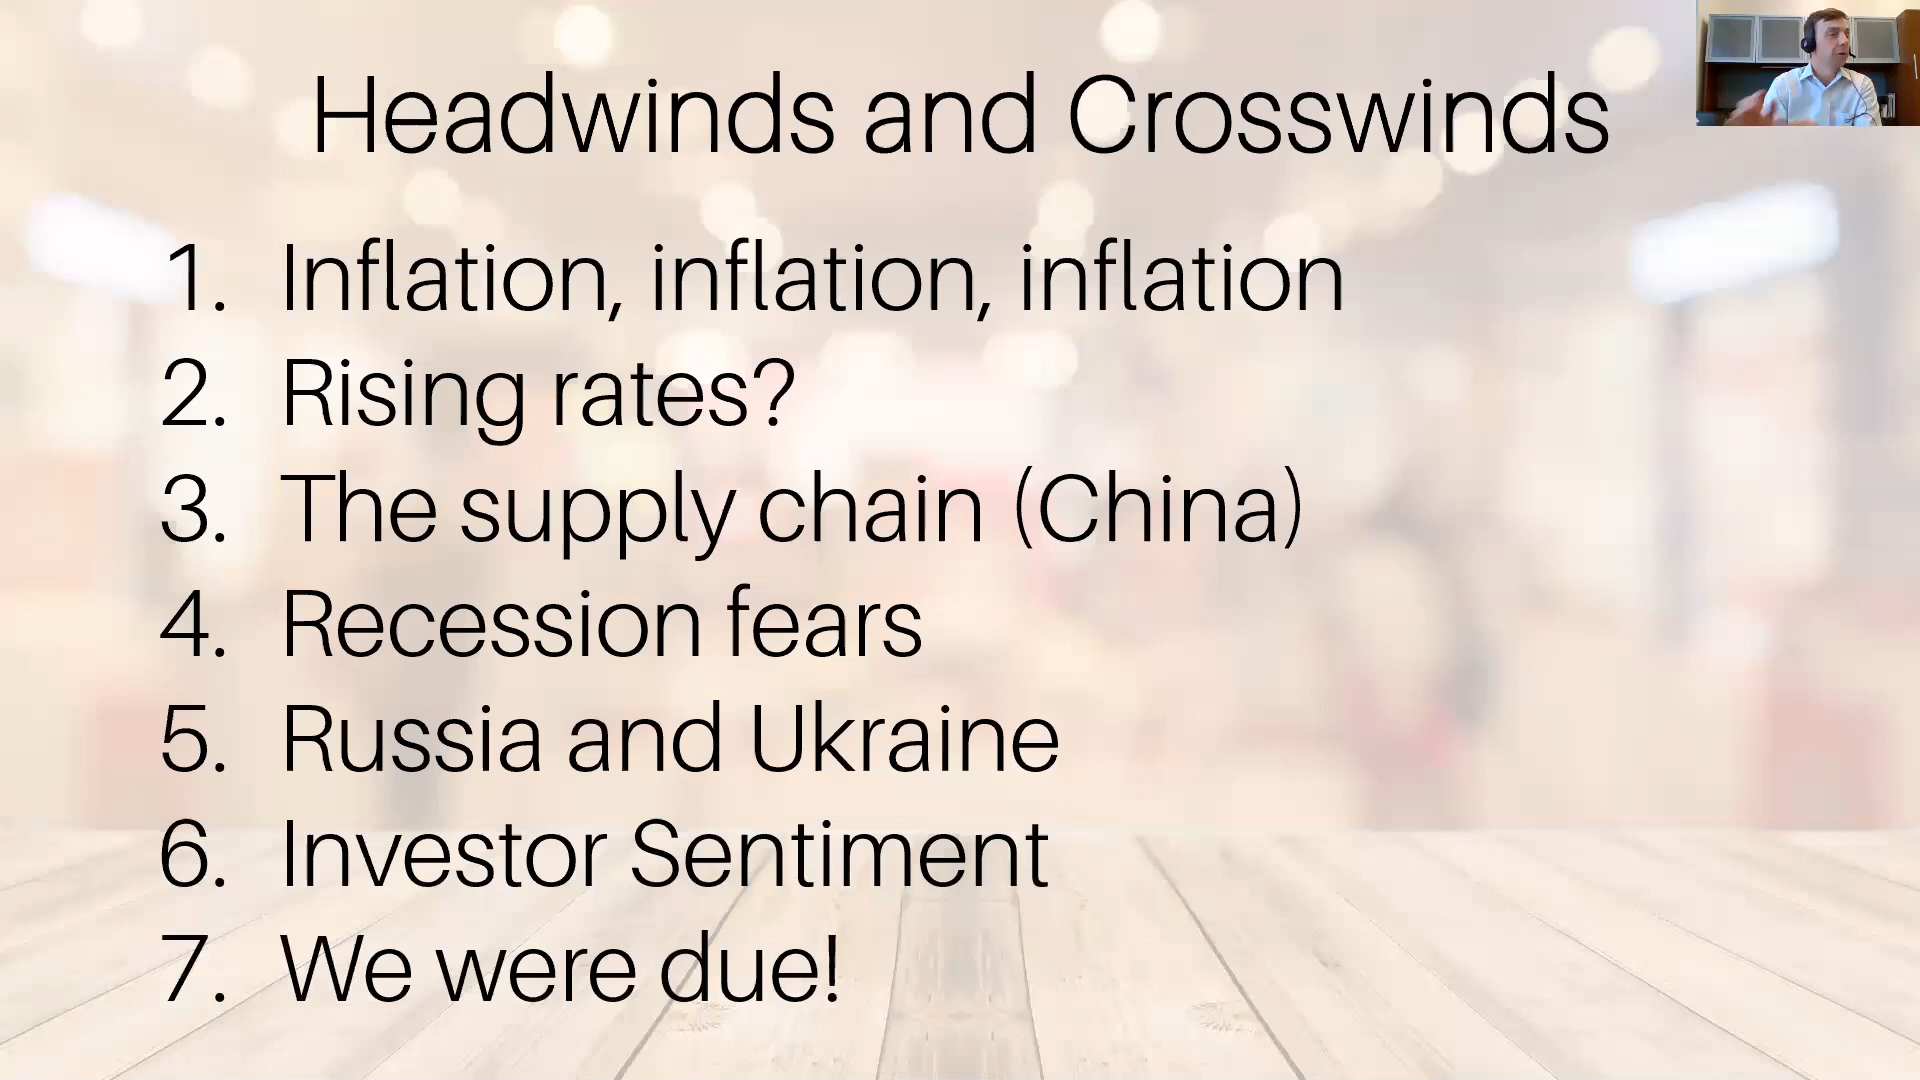 Headwinds and Crosswinds
1. Inflation, inflation, inflation
2. Rising rates?
3. The supply chain (China)
4. Recession fears
5. Russia and Ukraine
6. Investor Sentiment
7. We were due!